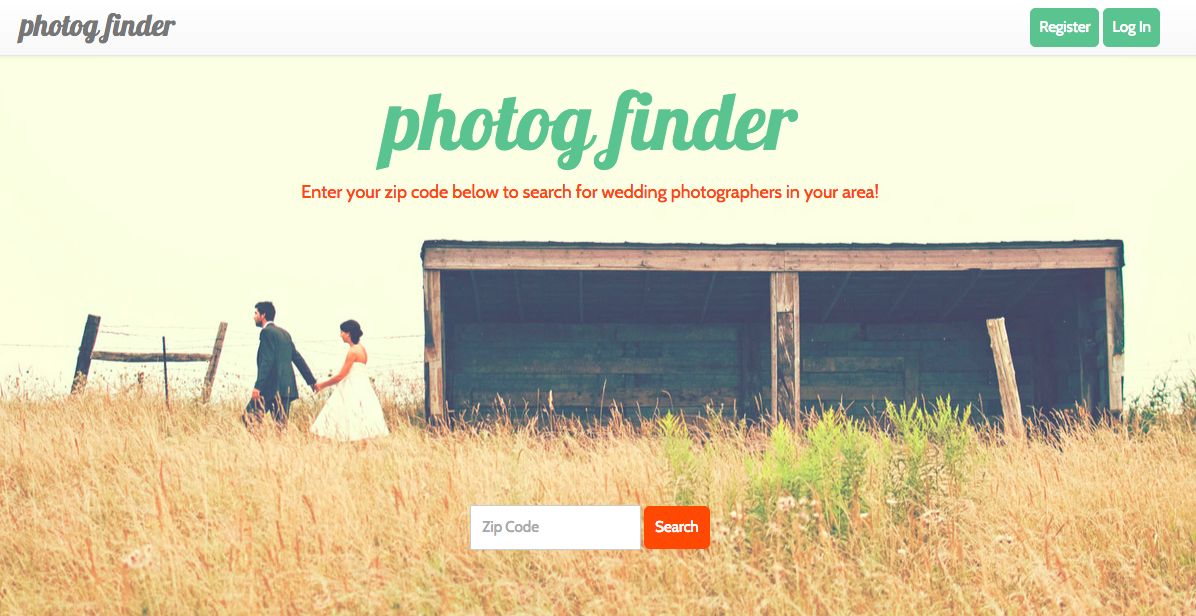 photog finder
Register
Log In
photog finder
Enter your zip code below to search for wedding photographers in your area!
Zip Code
Search